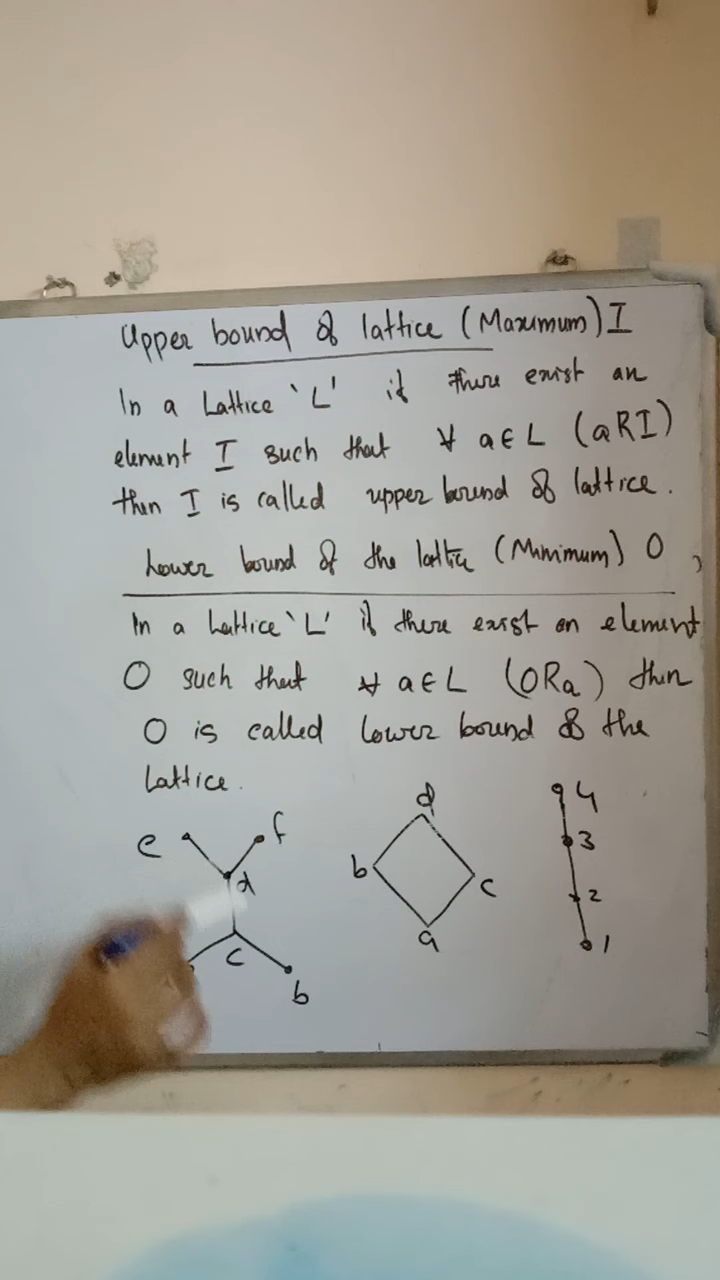 Upper bound of lattice (Maximum) I
In a Lattice 'L' if there exist an
element I such that ∀ a∈L (aRI)
then I is called upper bound of lattice.
Lower bound of the lattice (Minimum) O,
In a Lattice 'L' if there exist an element
O such that ∀ a∈L (ORa) then
O is called lower bound of the
Lattice.
e f d c b
d b c a
4 3 2 1